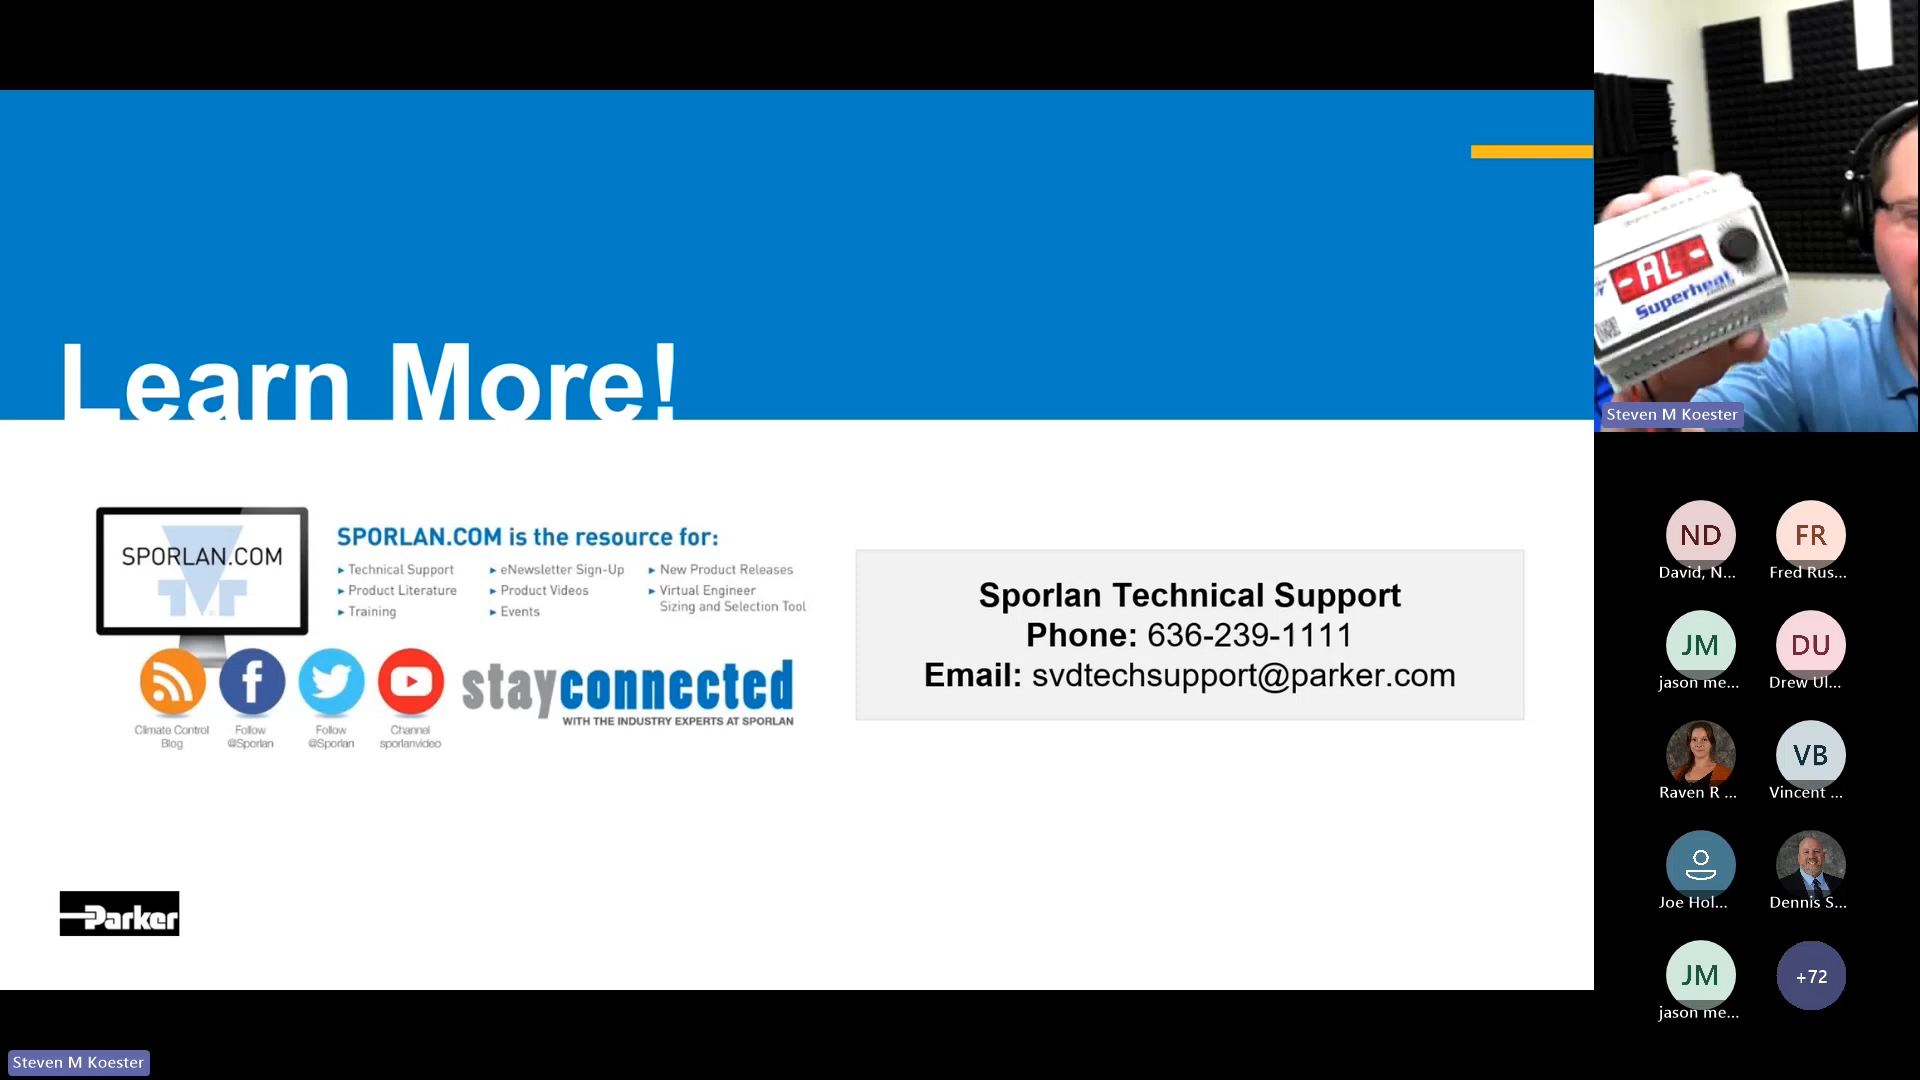 Learn More!
SPORLAN.COM
SPORLAN.COM is the resource for:
▸ Technical Support
▸ Product Literature
▸ Training
▸ eNewsletter Sign-Up
▸ Product Videos
▸ Events
▸ New Product Releases
▸ Virtual Engineer
Sizing and Selection Tool
Climate Control
Blog
Follow
@Sporlan
Follow
@Sporlan
Channel
sporlanvideo
stayconnected
WITH THE INDUSTRY EXPERTS AT SPORLAN
Sporlan Technical Support
Phone: 636-239-1111
Email: svdtechsupport@parker.com
Parker
Steven M Koester
-AL-
Superheat
Steven M Koester
ND
David, N...
FR
Fred Rus...
JM
jason me...
DU
Drew Ul...
Raven R ...
VB
Vincent ...
Joe Hol...
Dennis S...
JM
jason me...
+72